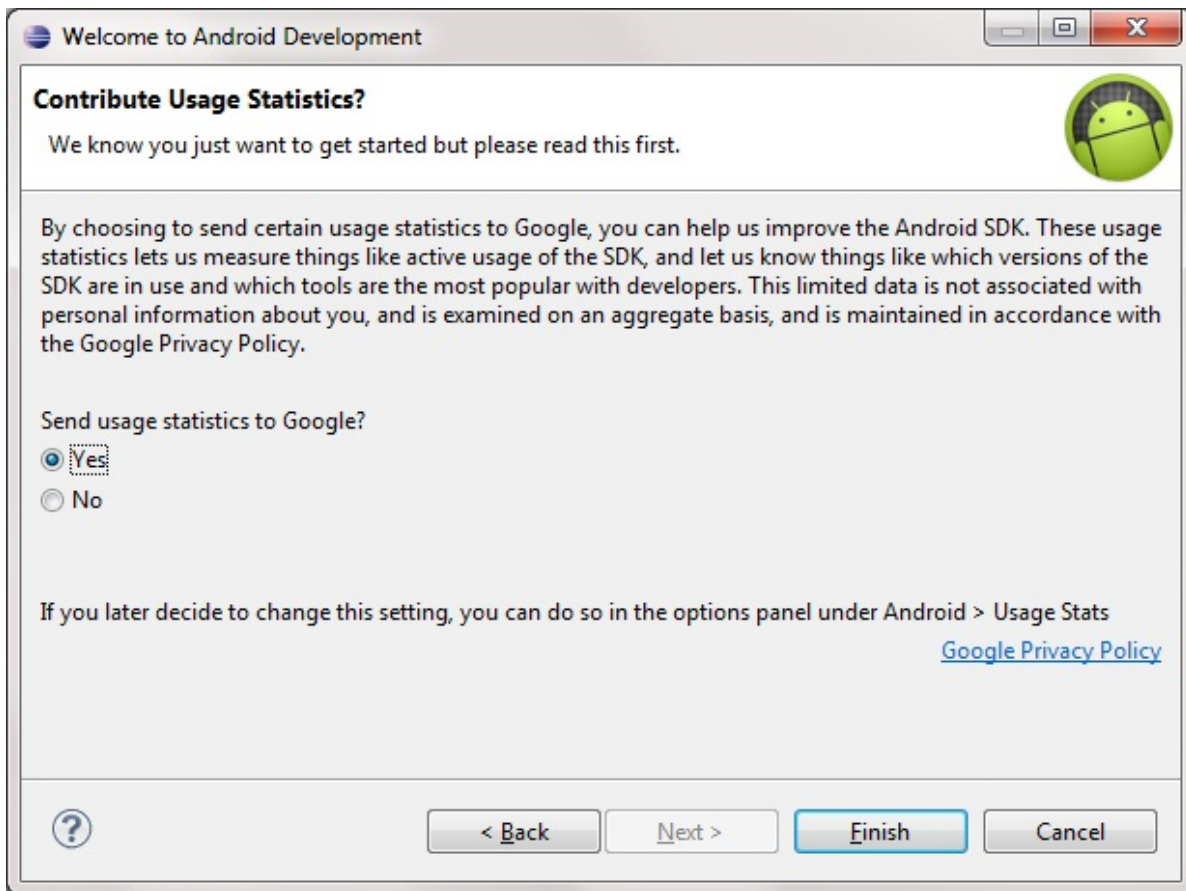 Welcome to Android Development
Contribute Usage Statistics?
We know you just want to get started but please read this first.
By choosing to send certain usage statistics to Google, you can help us improve the Android SDK. These usage
statistics lets us measure things like active usage of the SDK, and let us know things like which versions of the
SDK are in use and which tools are the most popular with developers. This limited data is not associated with
personal information about you, and is examined on an aggregate basis, and is maintained in accordance with
the Google Privacy Policy.
Send usage statistics to Google?
Yes
No
If you later decide to change this setting, you can do so in the options panel under Android > Usage Stats
Google Privacy Policy
< Back Next > Finish Cancel